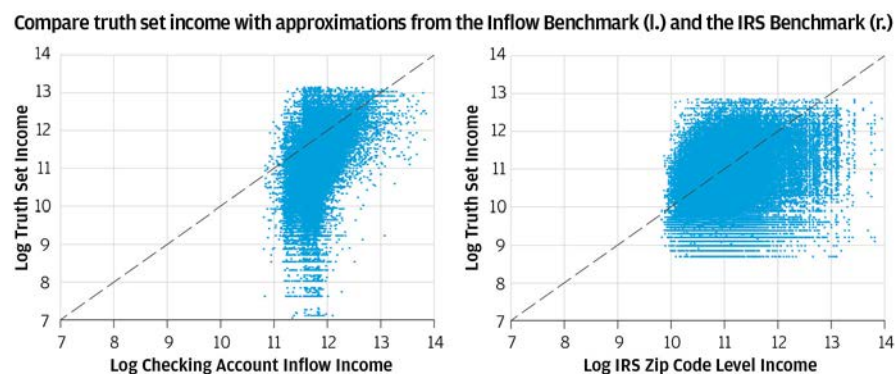 Compare truth set income with approximations from the Inflow Benchmark (l.) and the IRS Benchmark (r.)
Log Truth Set Income
14
13
12
11
10
9
8
7
7 8 9 10 11 12 13 14
Log Checking Account Inflow Income
Log Truth Set Income
14
13
12
11
10
9
8
7
7 8 9 10 11 12 13 14
Log IRS Zip Code Level Income